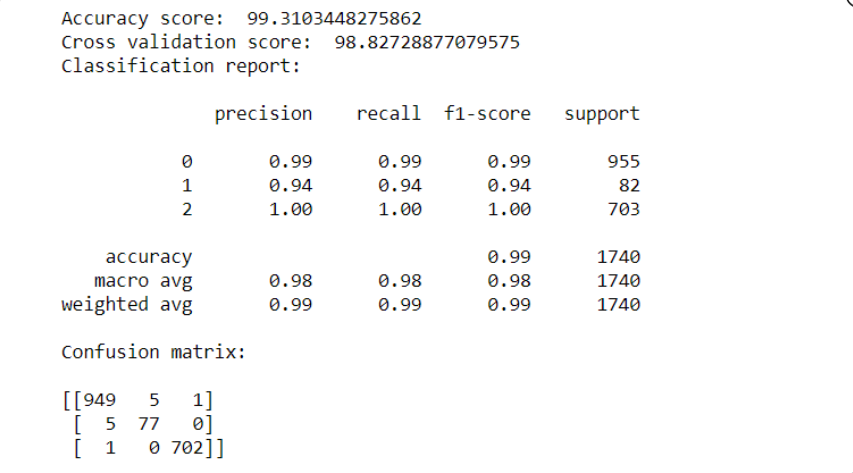 Accuracy score:  99.3103448275862
Cross validation score:  98.82728877079575
Classification report:
precision    recall  f1-score   support
0       0.99      0.99      0.99       955
1       0.94      0.94      0.94        82
2       1.00      1.00      1.00       703
accuracy                           0.99      1740
macro avg       0.98      0.98      0.98      1740
weighted avg       0.99      0.99      0.99      1740
Confusion matrix:
[[949   5   1]
[  5  77   0]
[  1   0 702]]